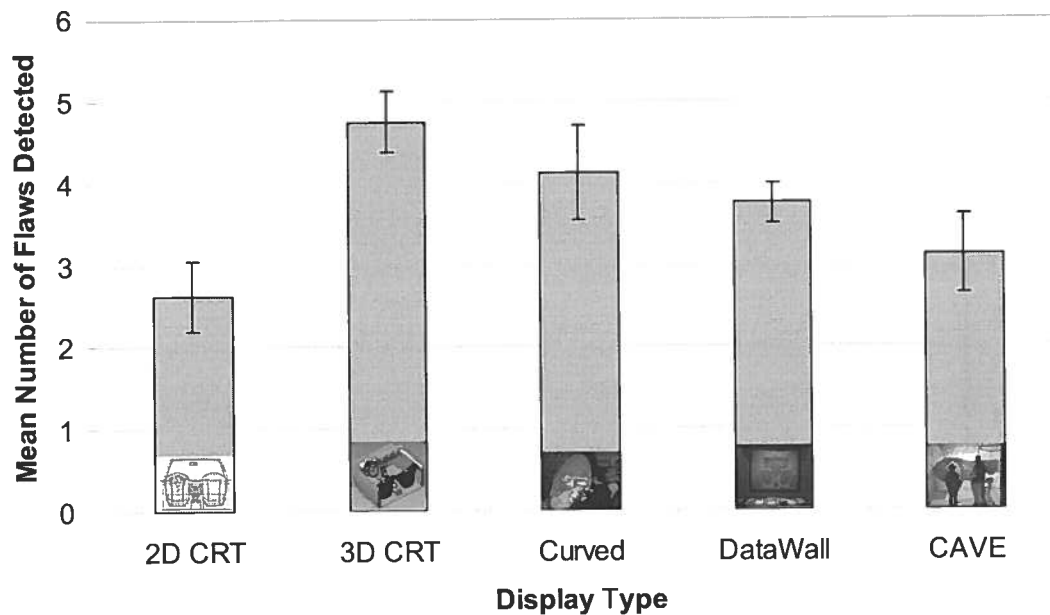 Mean Number of Flaws Detected
6
5
4
3
2
1
0
2D CRT 3D CRT Curved DataWall CAVE
Display Type